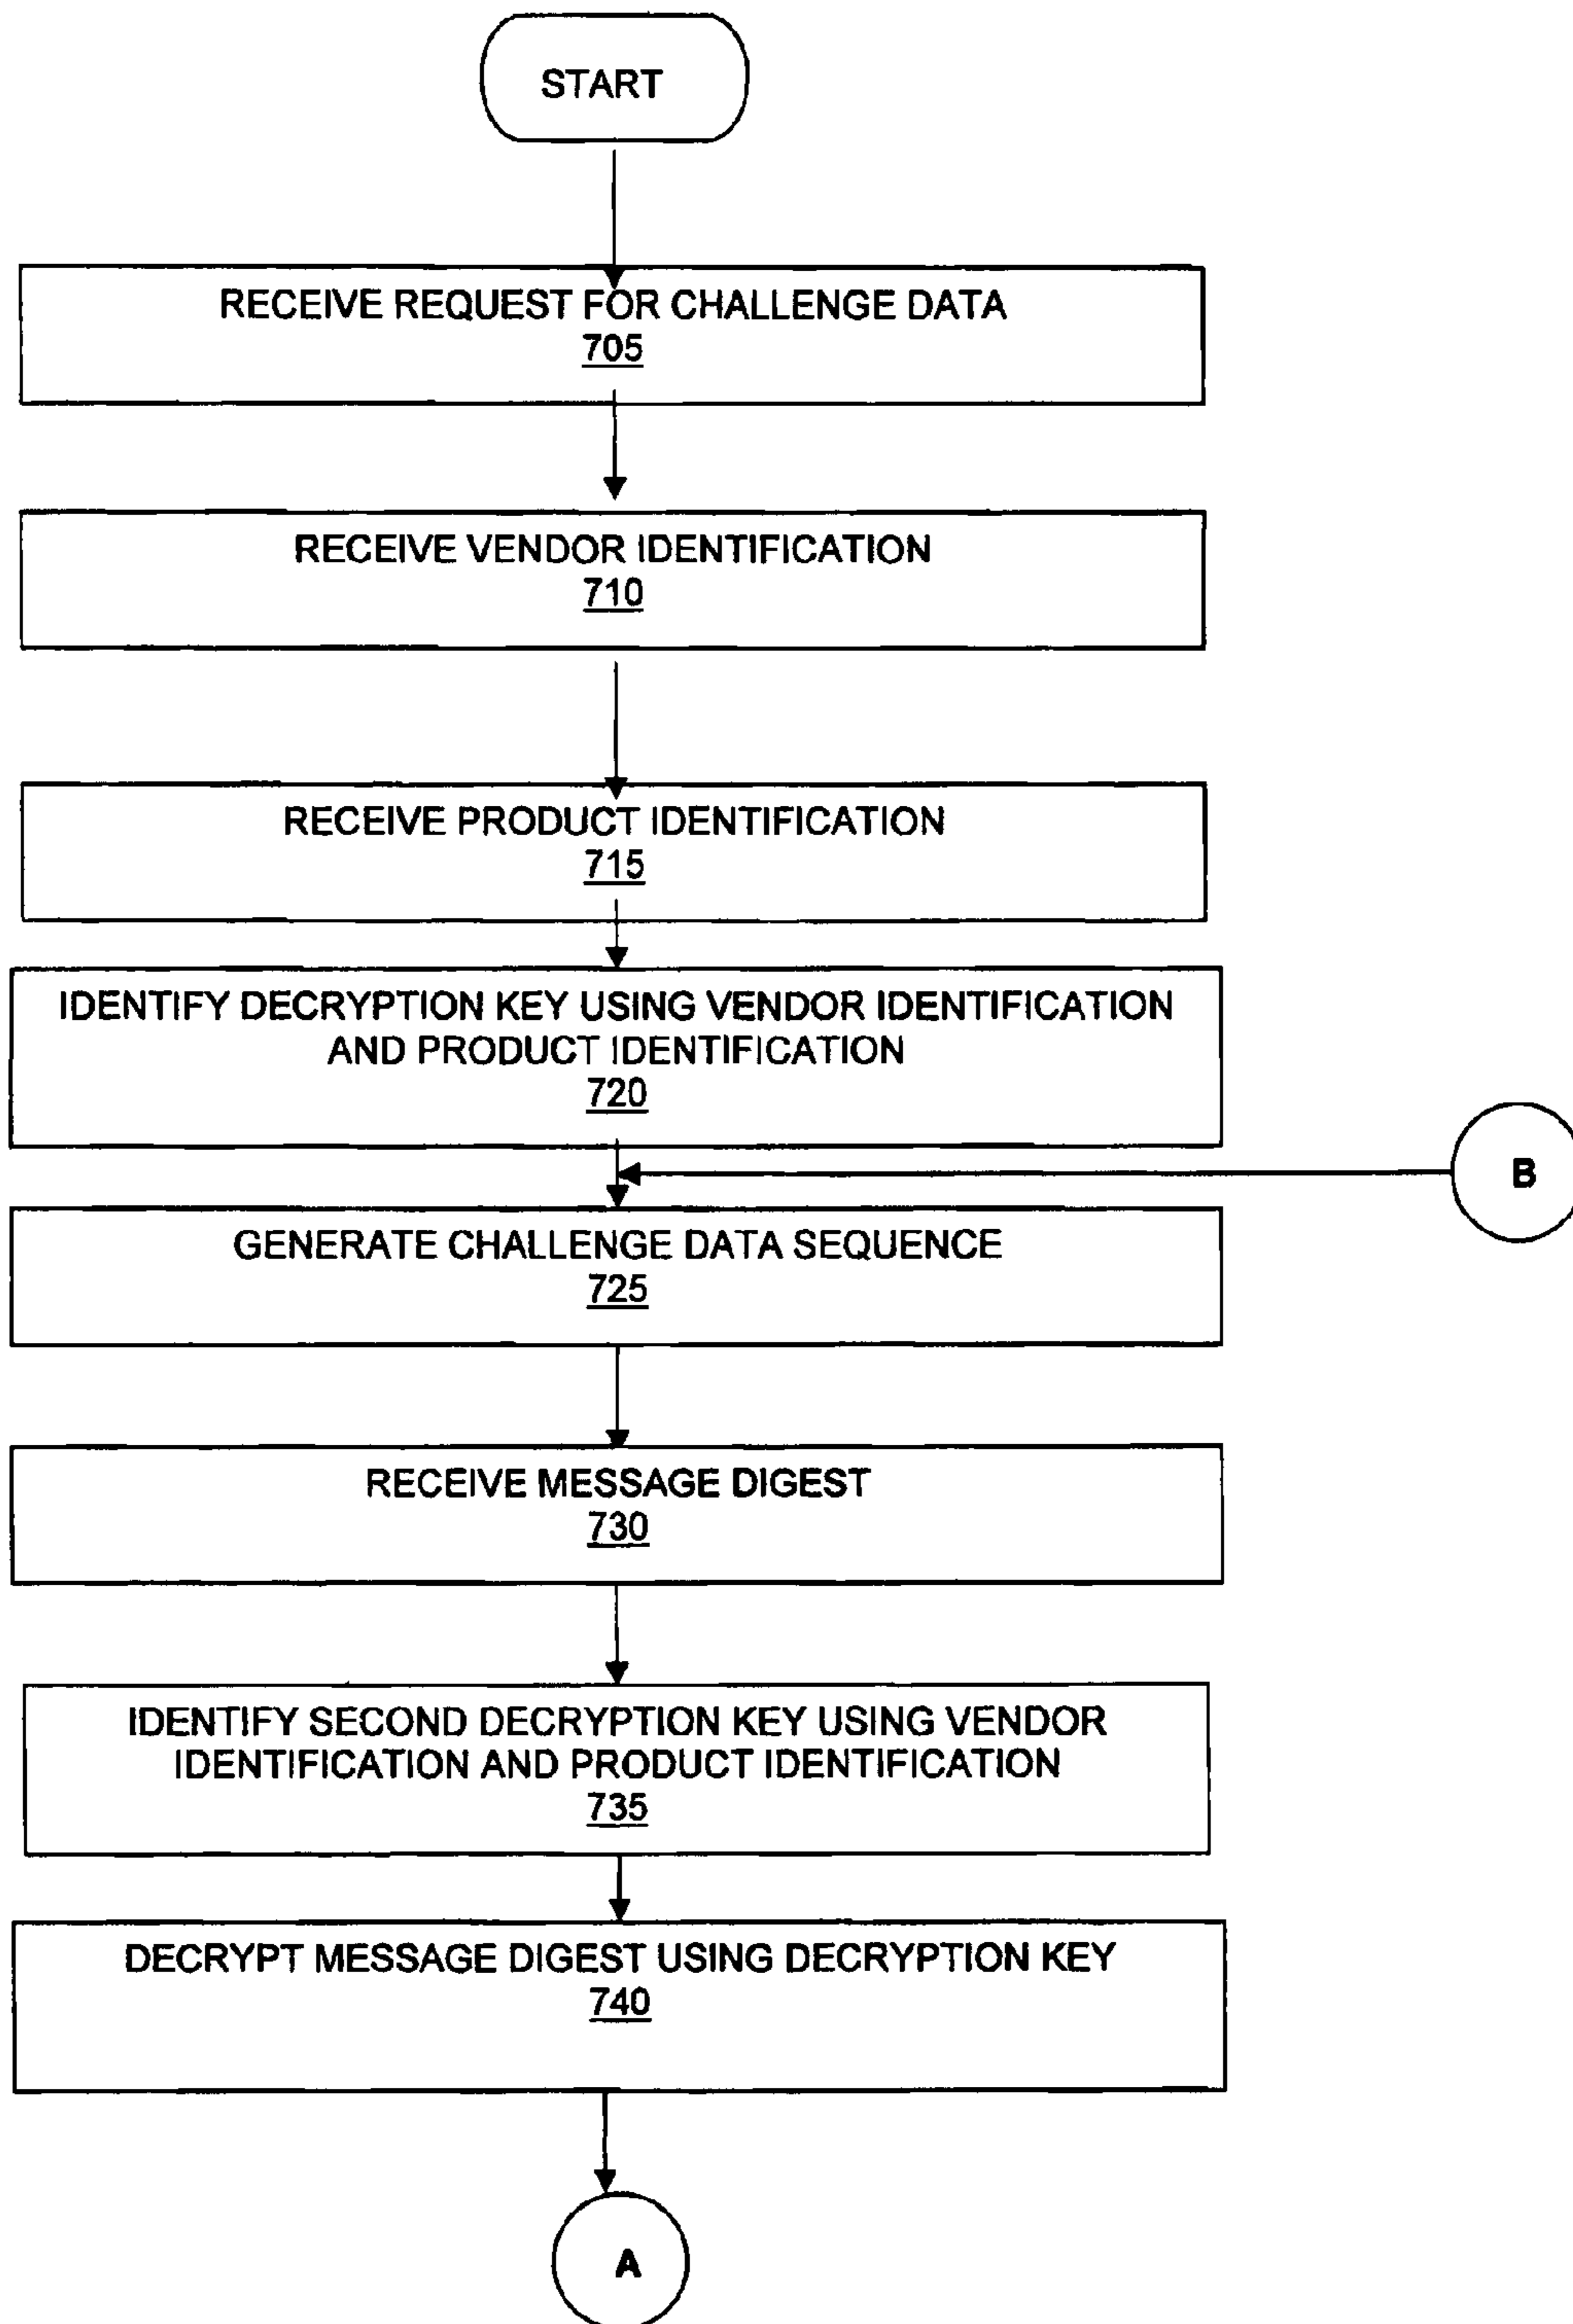 START
RECEIVE REQUEST FOR CHALLENGE DATA
705
RECEIVE VENDOR IDENTIFICATION
710
RECEIVE PRODUCT IDENTIFICATION
715
IDENTIFY DECRYPTION KEY USING VENDOR IDENTIFICATION
AND PRODUCT IDENTIFICATION
720
B
GENERATE CHALLENGE DATA SEQUENCE
725
RECEIVE MESSAGE DIGEST
730
IDENTIFY SECOND DECRYPTION KEY USING VENDOR
IDENTIFICATION AND PRODUCT IDENTIFICATION
735
DECRYPT MESSAGE DIGEST USING DECRYPTION KEY
740
A